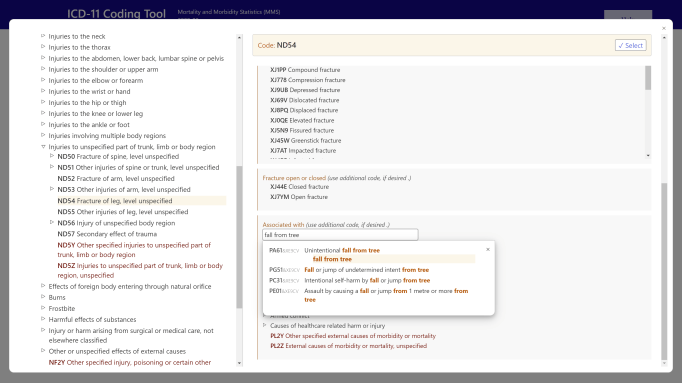 ICD-11 Coding Tool
Mortality and Morbidity Statistics (MMS)
Injuries to the neck
Injuries to the thorax
Injuries to the abdomen, lower back, lumbar spine or pelvis
Injuries to the shoulder or upper arm
Injuries to the elbow or forearm
Injuries to the wrist or hand
Injuries to the hip or thigh
Injuries to the knee or lower leg
Injuries to the ankle or foot
Injuries involving multiple body regions
Injuries to unspecified part of trunk, limb or body region
ND50 Fracture of spine, level unspecified
ND51 Other injuries of spine or trunk, level unspecified
ND52 Fracture of arm, level unspecified
ND53 Other injuries of arm, level unspecified
ND54 Fracture of leg, level unspecified
ND55 Other injuries of leg, level unspecified
ND56 Injury of unspecified body region
ND57 Secondary effect of trauma
ND5Y Other specified injuries to unspecified part of
trunk, limb or body region
ND5Z Injuries to unspecified part of trunk, limb or body
region, unspecified
Effects of foreign body entering through natural orifice
Burns
Frostbite
Harmful effects of substances
Injury or harm arising from surgical or medical care, not
elsewhere classified
Other or unspecified effects of external causes
NF2Y Other specified injury, poisoning or certain other
Code: ND54
✓ Select
XJ1PP Compound fracture
XJ778 Compression fracture
XJ9UB Depressed fracture
XJ69V Dislocated fracture
XJ8PQ Displaced fracture
XJ0QE Elevated fracture
XJ5N9 Fissured fracture
XJ45W Greenstick fracture
XJ7AT Impacted fracture
Fracture open or closed (use additional code, if desired .)
XJ44E Closed fracture
XJ7YM Open fracture
Associated with (use additional code, if desired .)
fall from tree
PA61 Unintentional fall from tree
fall from tree
PG51 Fall or jump of undetermined intent from tree
PC31 Intentional self-harm by fall or jump from tree
PE01 Assault by causing a fall or jump from 1 metre or more from
tree
Armed conflict
Causes of healthcare related harm or injury
PL2Y Other specified external causes of morbidity or mortality
PL2Z External causes of morbidity or mortality, unspecified